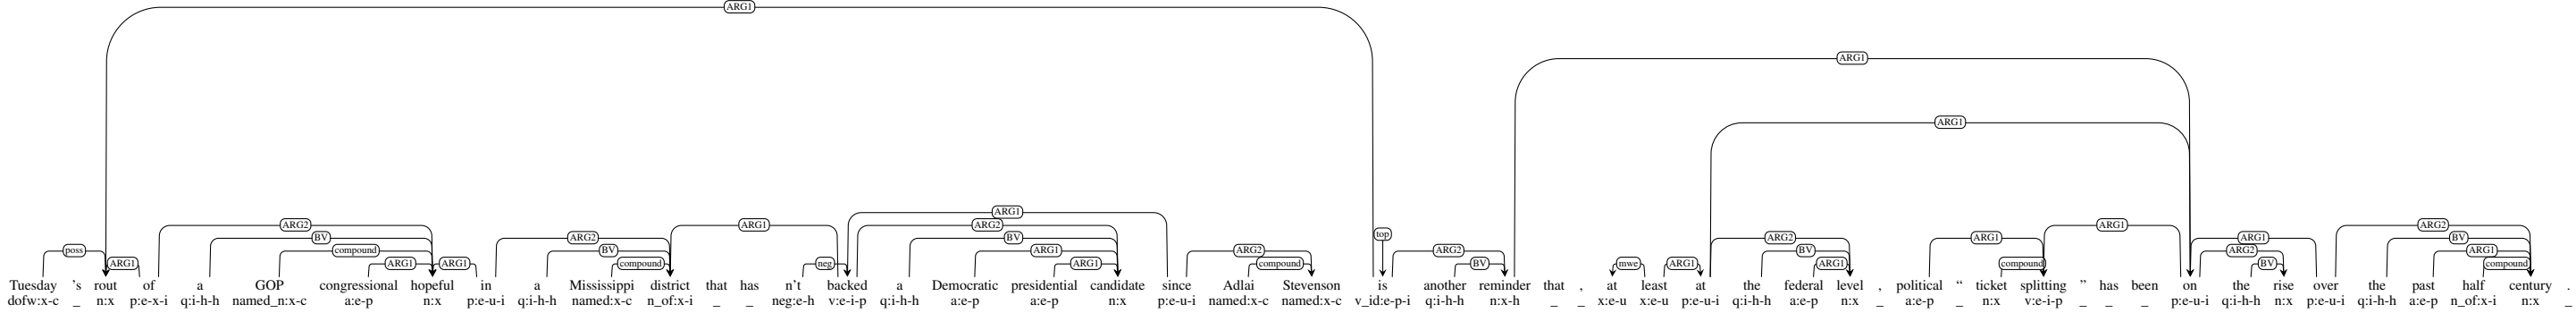 ARG1
ARG1
ARG1
ARG1
ARG2 ARG1 ARG2 top
ARG2 BV ARG2 BV ARG2 ARG1 ARG1 ARG2
poss compound BV ARG1 ARG2 ARG2 BV ARG2 BV
ARG1 ARG1 ARG1 compound neg ARG1 compound BV mwe ARG1 ARG1 compound BV ARG1 compound
Tuesday 's rout of a GOP congressional hopeful in a Mississippi district that has n't backed a Democratic presidential candidate since Adlai Stevenson is another reminder that , at least at the federal level , political “ ticket splitting ” has been on the rise over the past half century .
dofw:x-c _ n:x p:e-x-i q:i-h-h named_n:x-c a:e-p n:x p:e-u-i q:i-h-h named:x-c n_of:x-i _ _ neg:e-h v:e-i-p q:i-h-h a:e-p a:e-p n:x p:e-u-i named:x-c named:x-c v_id:e-p-i q:i-h-h n:x-h _ _ x:e-u x:e-u p:e-u-i q:i-h-h a:e-p n:x _ a:e-p _ n:x v:e-i-p _ _ _ p:e-u-i q:i-h-h n:x p:e-u-i q:i-h-h a:e-p n_of:x-i n:x _